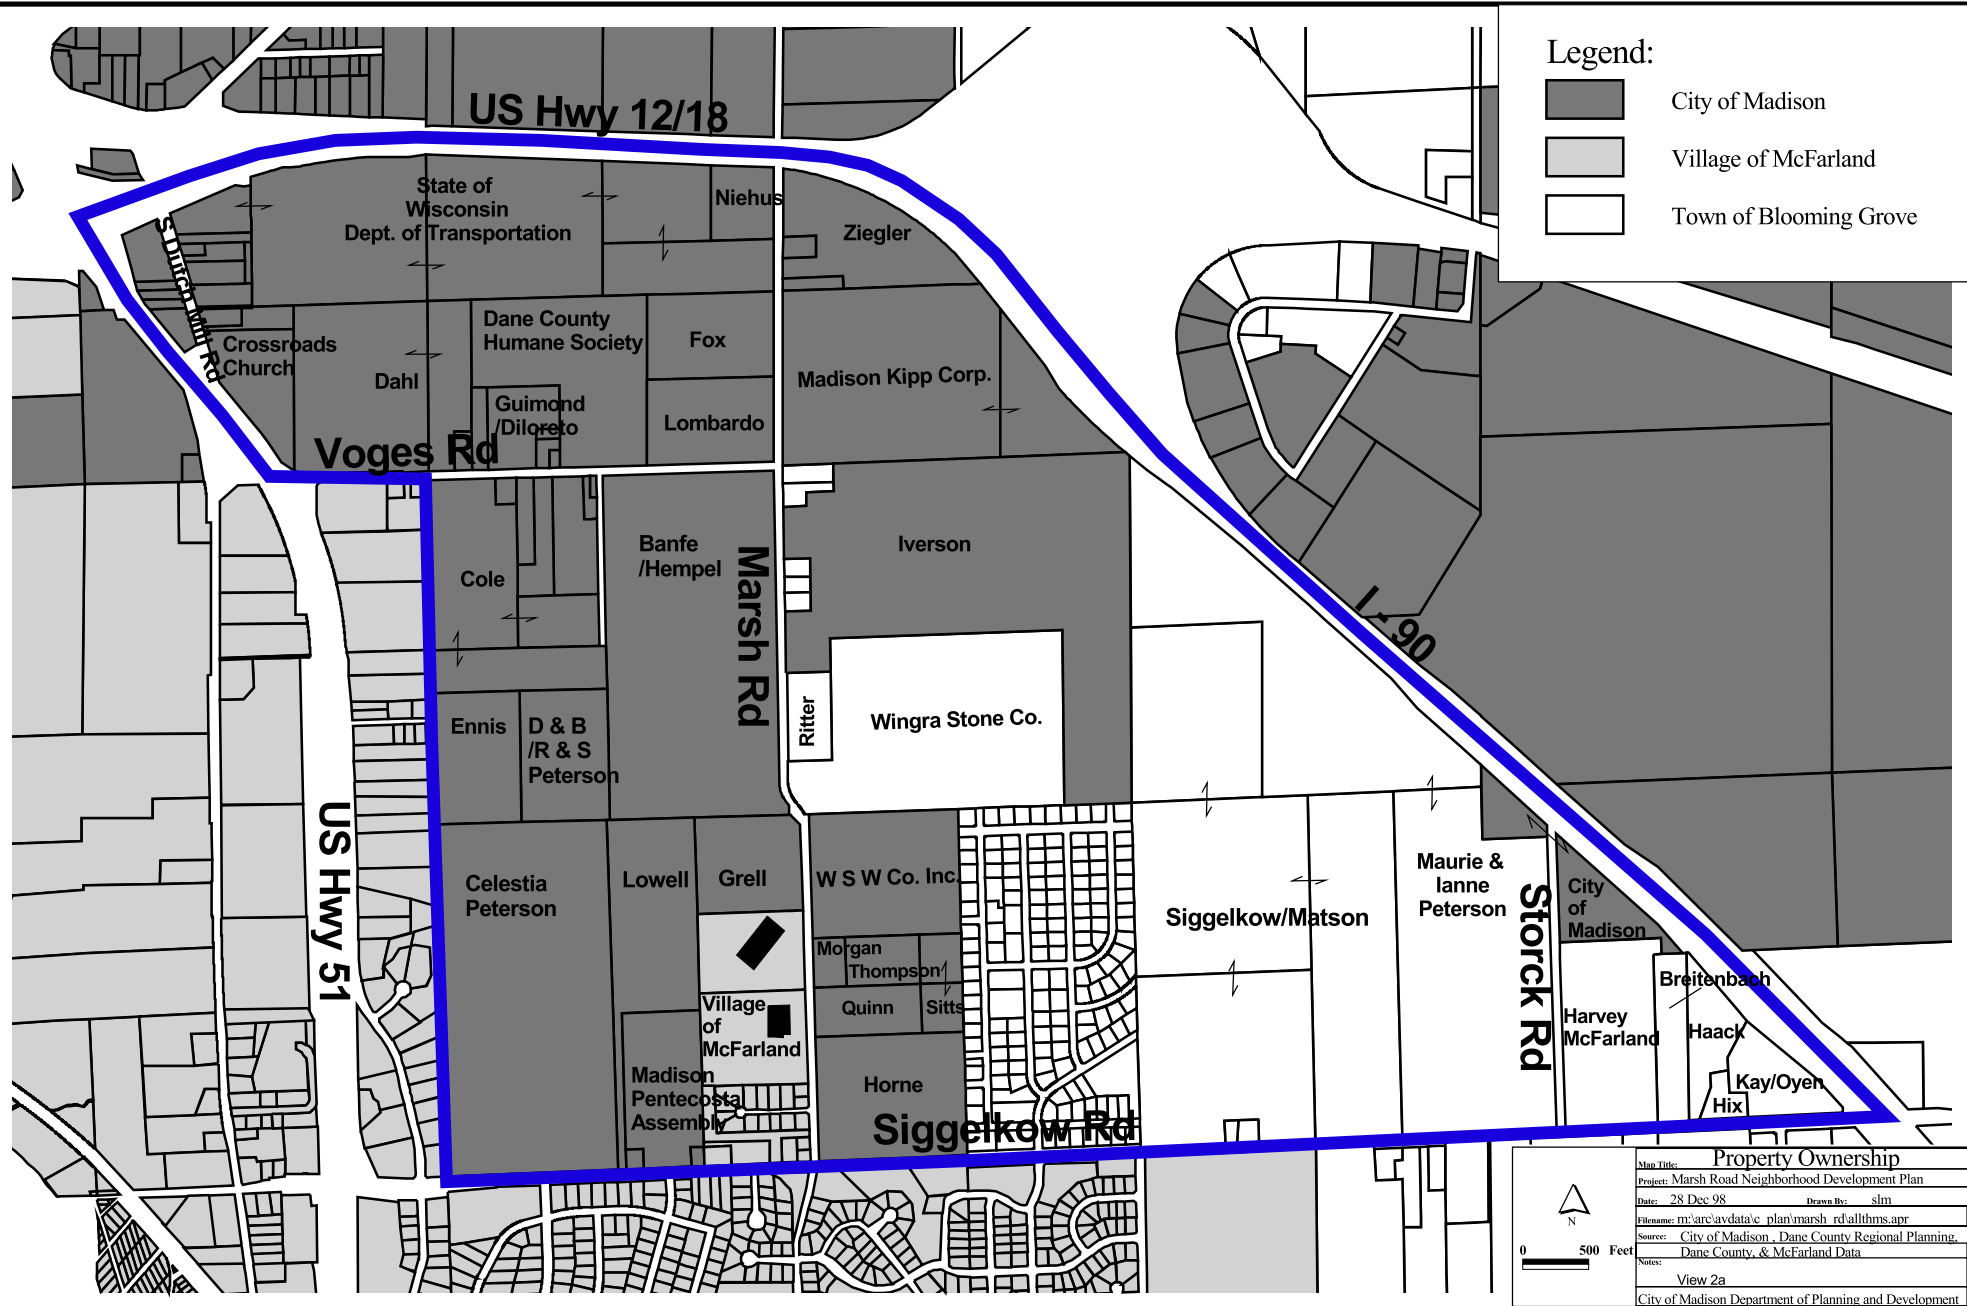 Legend:
City of Madison
Village of McFarland
Town of Blooming Grove
US Hwy 12/18
State of
Wisconsin
Dept. of Transportation
Niehus
Ziegler
S Dutch Mill Rd
Crossroads
Church
Dahl
Dane County
Humane Society
Fox
Guimond
/Diloreto
Lombardo
Madison Kipp Corp.
Voges Rd
Cole
Banfe
/Hempel
Marsh Rd
Iverson
I - 90
Ennis
D & B
/R & S
Peterson
Ritter
Wingra Stone Co.
US Hwy 51
Celestia
Peterson
Lowell
Grell
W S W Co. Inc.
Morgan
Thompson
Quinn
Sitts
Village
of
McFarland
Madison
Pentecosta
Assembly
Horne
Siggelkow Rd
Siggelkow/Matson
Maurie &
Ianne
Peterson
Storck Rd
City
of
Madison
Breitenbach
Harvey
McFarland
Haack
Kay/Oyen
Hix
N
0 500 Feet
Map Title: Property Ownership
Project: Marsh Road Neighborhood Development Plan
Date: 28 Dec 98 Drawn By: slm
Filename: m:\arc\avdata\c_plan\marsh_rd\allthms.apr
Source: City of Madison , Dane County Regional Planning,
Dane County, & McFarland Data
Notes:
View 2a
City of Madison Department of Planning and Development